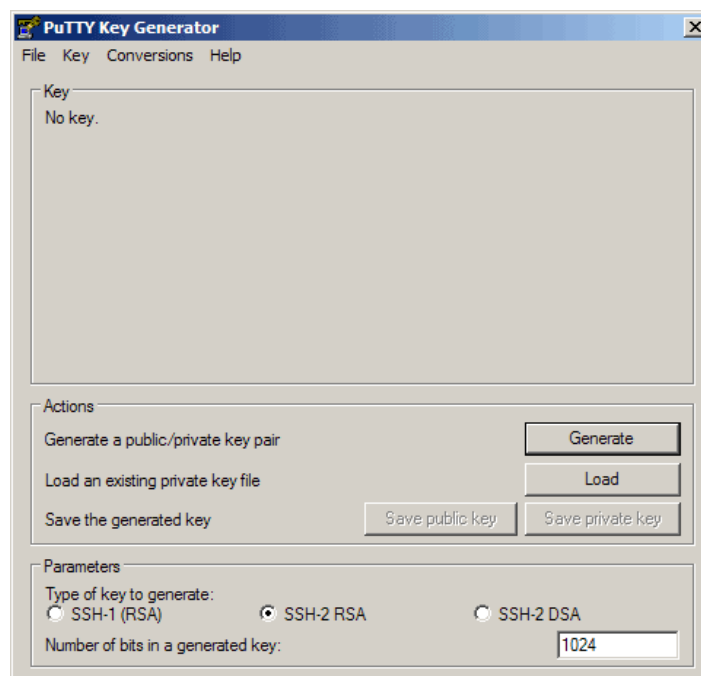 PuTTY Key Generator
File Key Conversions Help
Key
No key.
Actions
Generate a public/private key pair
Generate
Load an existing private key file
Load
Save the generated key
Save public key
Save private key
Parameters
Type of key to generate:
SSH-1 (RSA) SSH-2 RSA SSH-2 DSA
Number of bits in a generated key:
1024